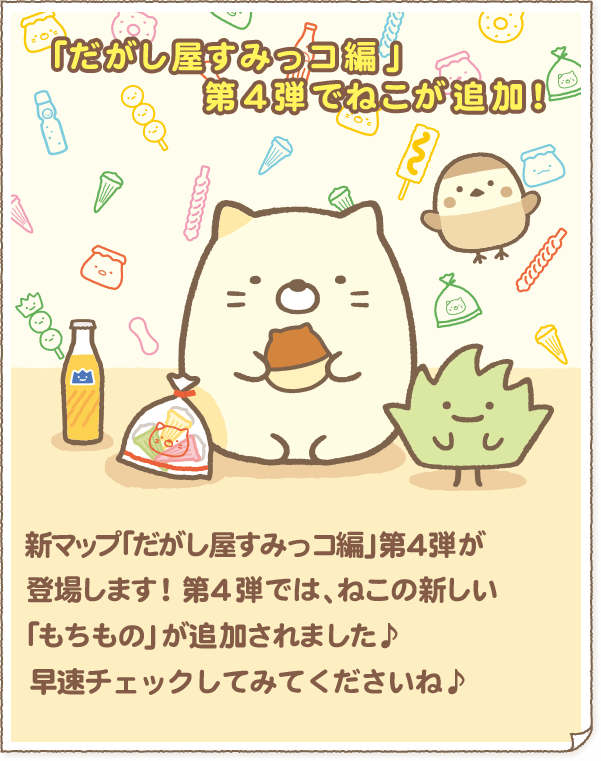 「だがし屋すみっコ編」
第4弾でねこが追加！
新マップ「だがし屋すみっコ編」第4弾が
登場します！第4弾では、ねこの新しい
「もちもの」が追加されました♪
早速チェックしてみてくださいね♪